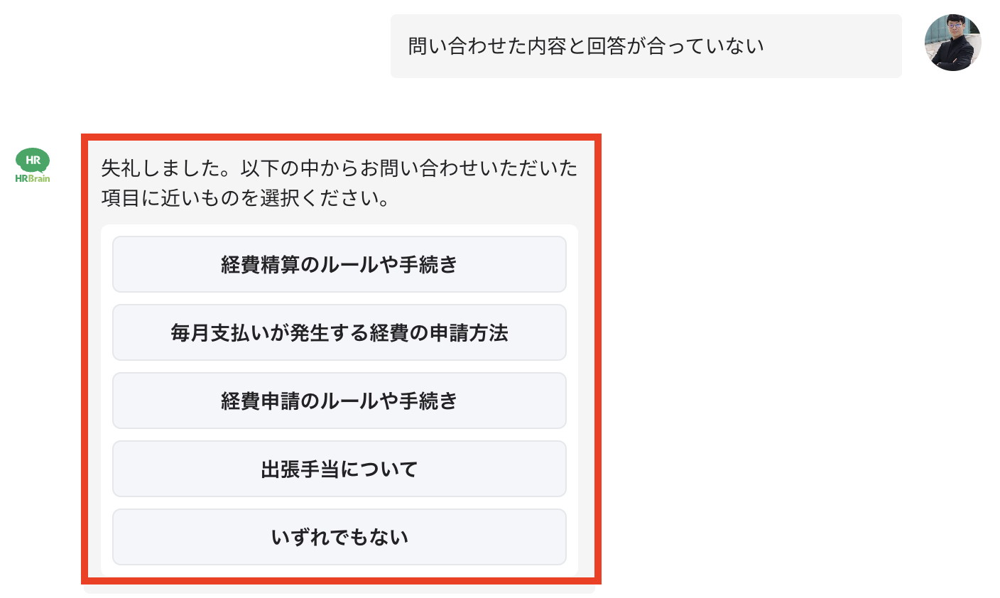 問い合わせた内容と回答が合っていない
HR
HRBrain
失礼しました。以下の中からお問い合わせいただいた
項目に近いものを選択ください。
経費精算のルールや手続き
毎月支払いが発生する経費の申請方法
経費申請のルールや手続き
出張手当について
いずれでもない